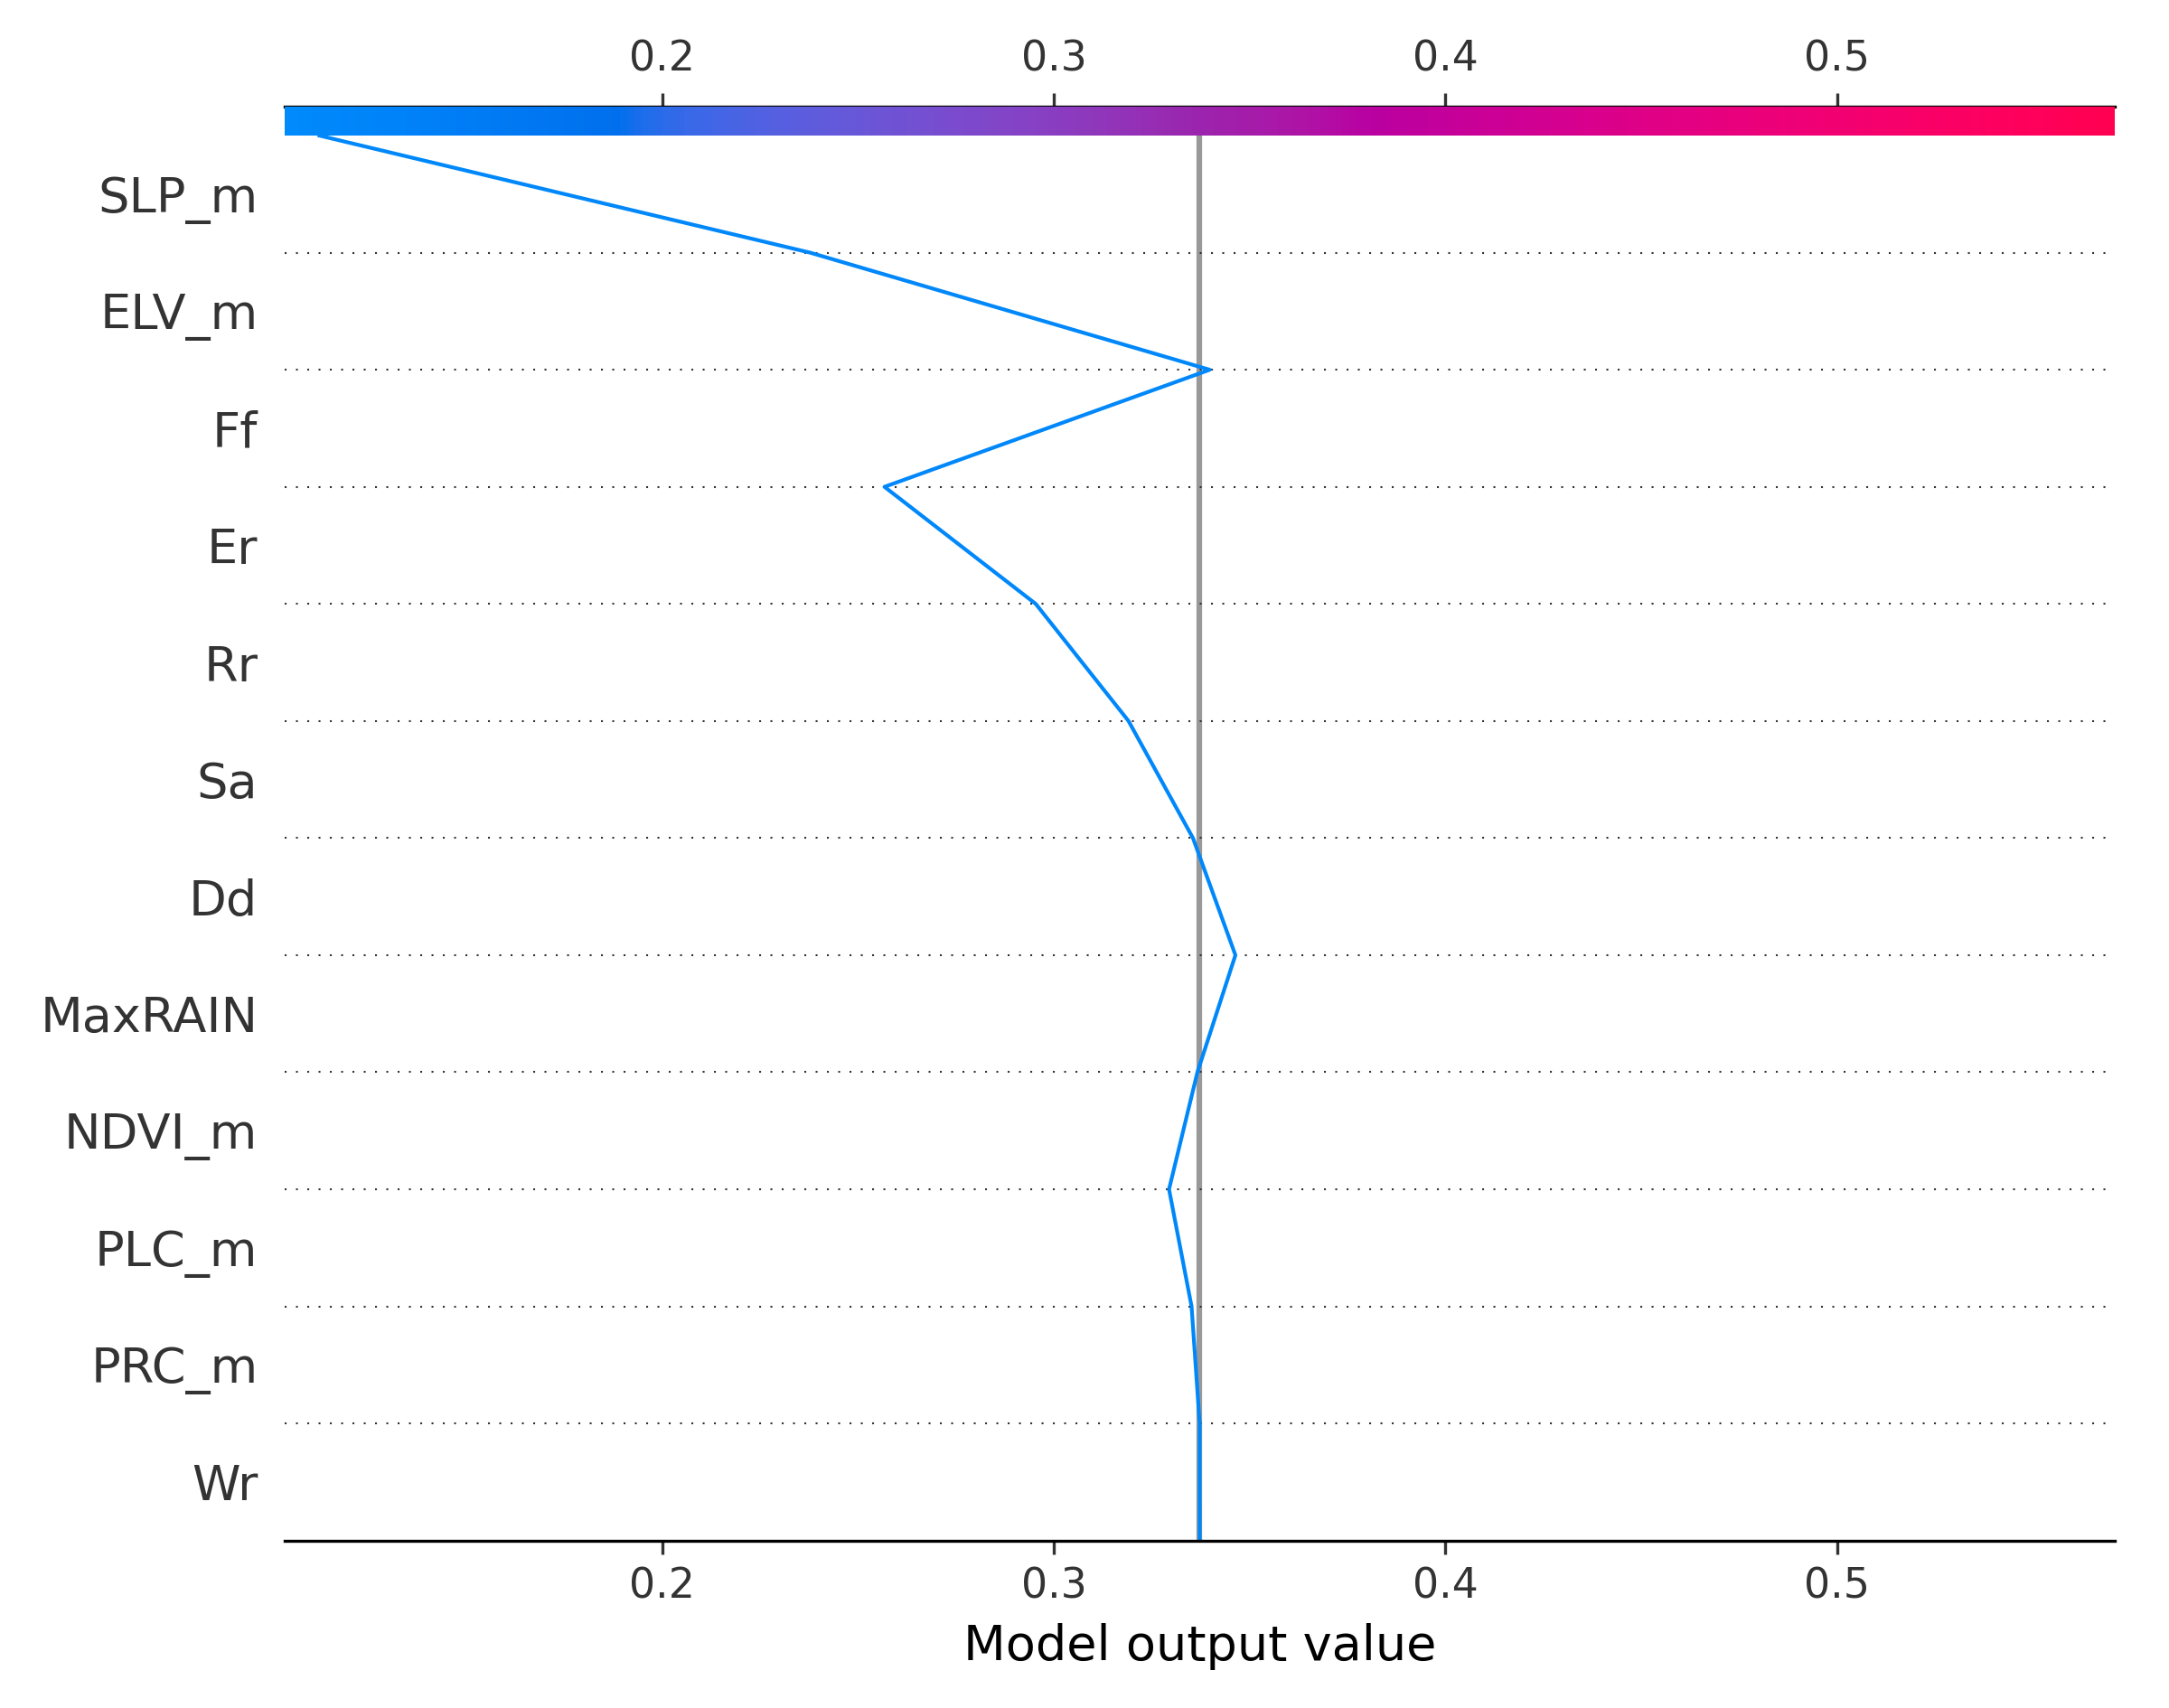 0.2 0.3 0.4 0.5
SLP_m
ELV_m
Ff
Er
Rr
Sa
Dd
MaxRAIN
NDVI_m
PLC_m
PRC_m
Wr
0.2 0.3 0.4 0.5
Model output value